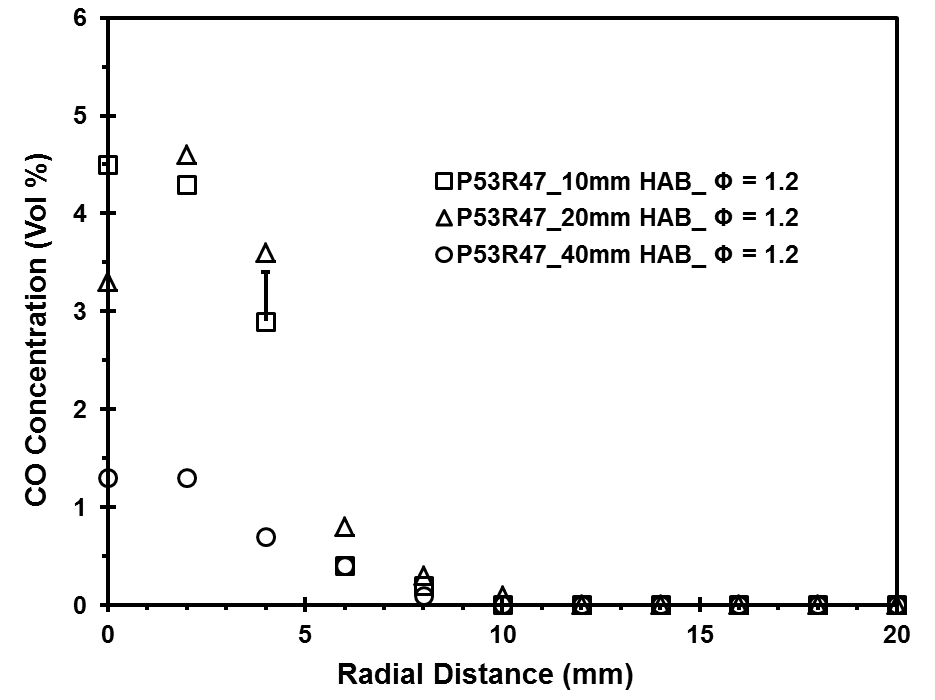 6
5
4
3
2
1
0
CO Concentration (Vol %)
P53R47_10mm HAB_ Φ = 1.2
P53R47_20mm HAB_ Φ = 1.2
P53R47_40mm HAB_ Φ = 1.2
0 5 10 15 20
Radial Distance (mm)